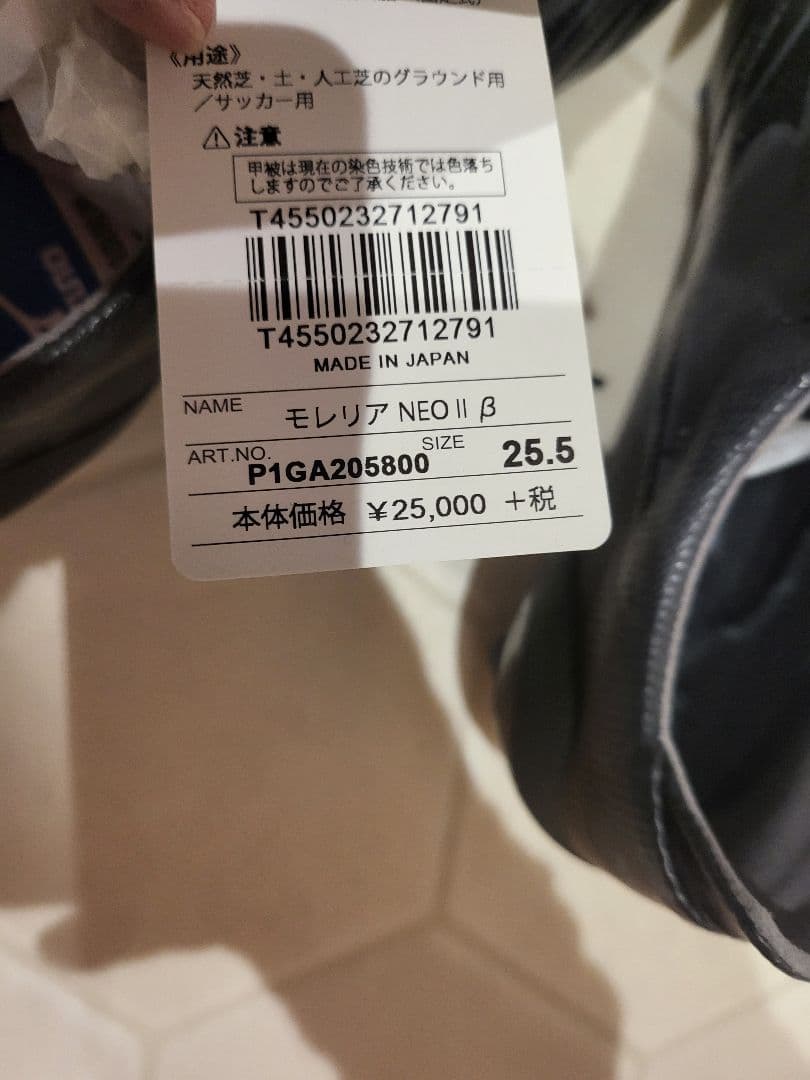 《用途》
天然芝・土・人工芝のグラウンド用
／サッカー用
⚠注意
甲被は現在の染色技術では色落ち
しますのでご了承ください。
T4550232712791
T4550232712791
MADE IN JAPAN
NAME モレリア NEO II β
ART.NO. P1GA205800 SIZE 25.5
本体価格 ¥25,000 +税